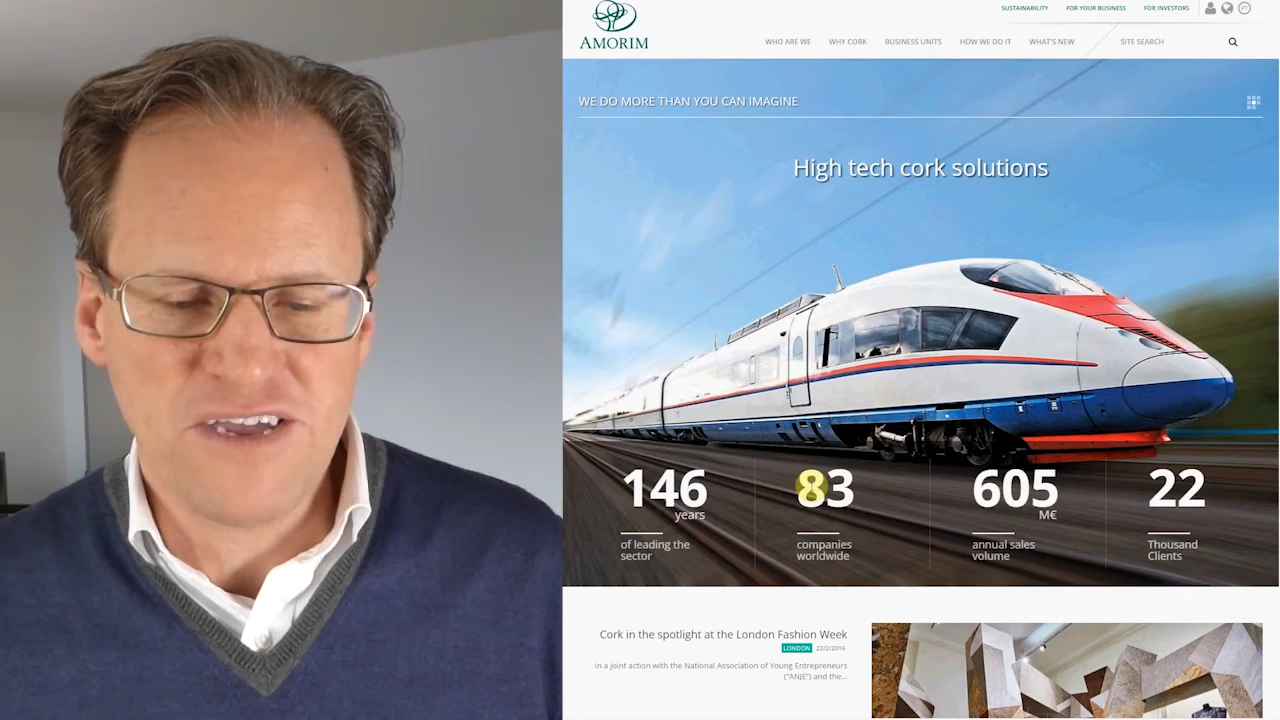 SUSTAINABILITY FOR YOUR BUSINESS FOR INVESTORS PT
AMORIM
WHO ARE WE WHY CORK BUSINESS UNITS HOW WE DO IT WHAT'S NEW SITE SEARCH
WE DO MORE THAN YOU CAN IMAGINE
High tech cork solutions
146 83 605 22
years M€
of leading the companies annual sales Thousand
sector worldwide volume Clients
Cork in the spotlight at the London Fashion Week
LONDON 22/2/2016
In a joint action with the National Association of Young Entrepreneurs
("ANJE") and the...